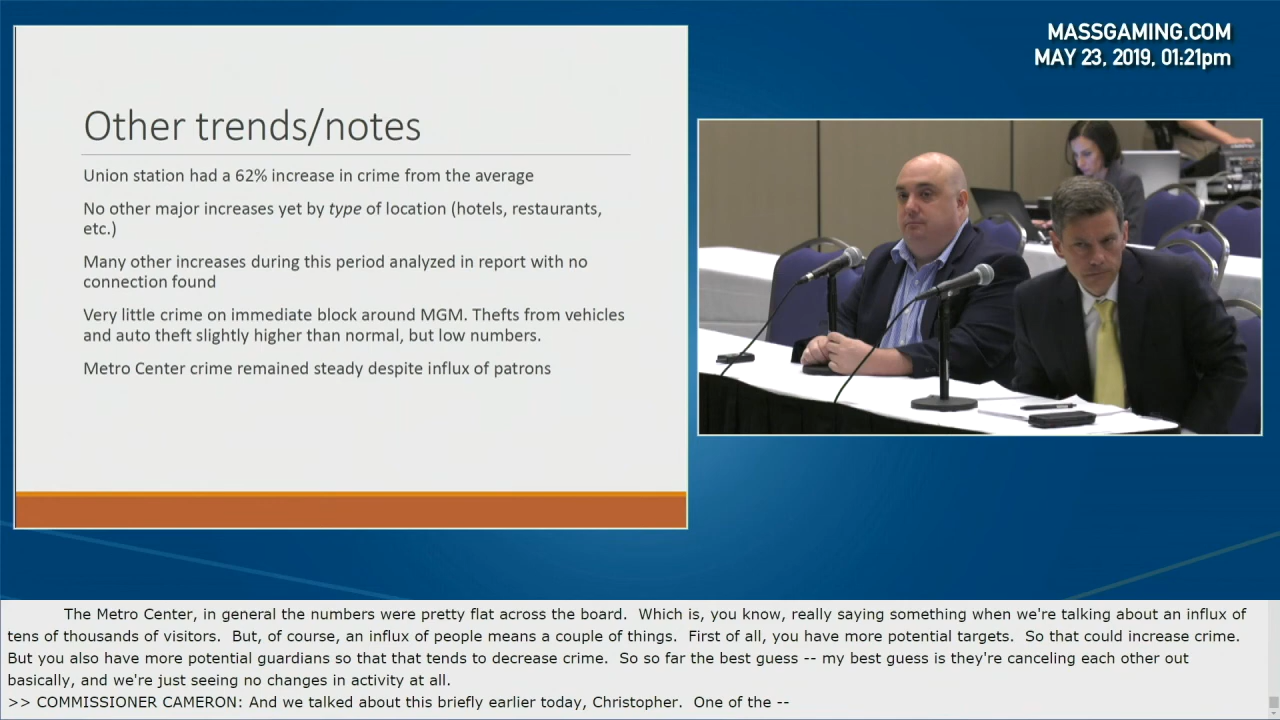 MASSGAMING.COM
MAY 23, 2019, 01:21pm
Other trends/notes
Union station had a 62% increase in crime from the average
No other major increases yet by type of location (hotels, restaurants,
etc.)
Many other increases during this period analyzed in report with no
connection found
Very little crime on immediate block around MGM. Thefts from vehicles
and auto theft slightly higher than normal, but low numbers.
Metro Center crime remained steady despite influx of patrons
The Metro Center, in general the numbers were pretty flat across the board.  Which is, you know, really saying something when we're talking about an influx of
tens of thousands of visitors.  But, of course, an influx of people means a couple of things.  First of all, you have more potential targets.  So that could increase crime.
But you also have more potential guardians so that that tends to decrease crime.  So so far the best guess -- my best guess is they're canceling each other out
basically, and we're just seeing no changes in activity at all.
>> COMMISSIONER CAMERON: And we talked about this briefly earlier today, Christopher.  One of the --